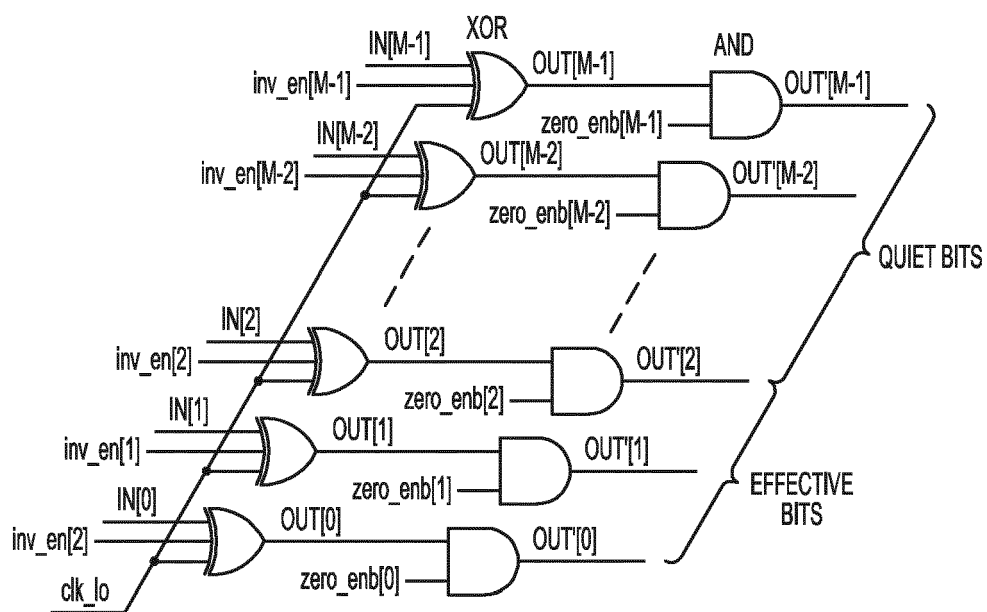 XOR
AND
IN[M-1]
OUT[M-1]
OUT'[M-1]
inv_en[M-1]
zero_enb[M-1]
IN[M-2]
OUT[M-2]
OUT'[M-2]
inv_en[M-2]
zero_enb[M-2]
QUIET BITS
IN[2]
OUT[2]
OUT'[2]
inv_en[2]
zero_enb[2]
IN[1]
OUT[1]
OUT'[1]
inv_en[1]
zero_enb[1]
EFFECTIVE
BITS
IN[0]
OUT[0]
OUT'[0]
inv_en[2]
zero_enb[0]
clk_lo